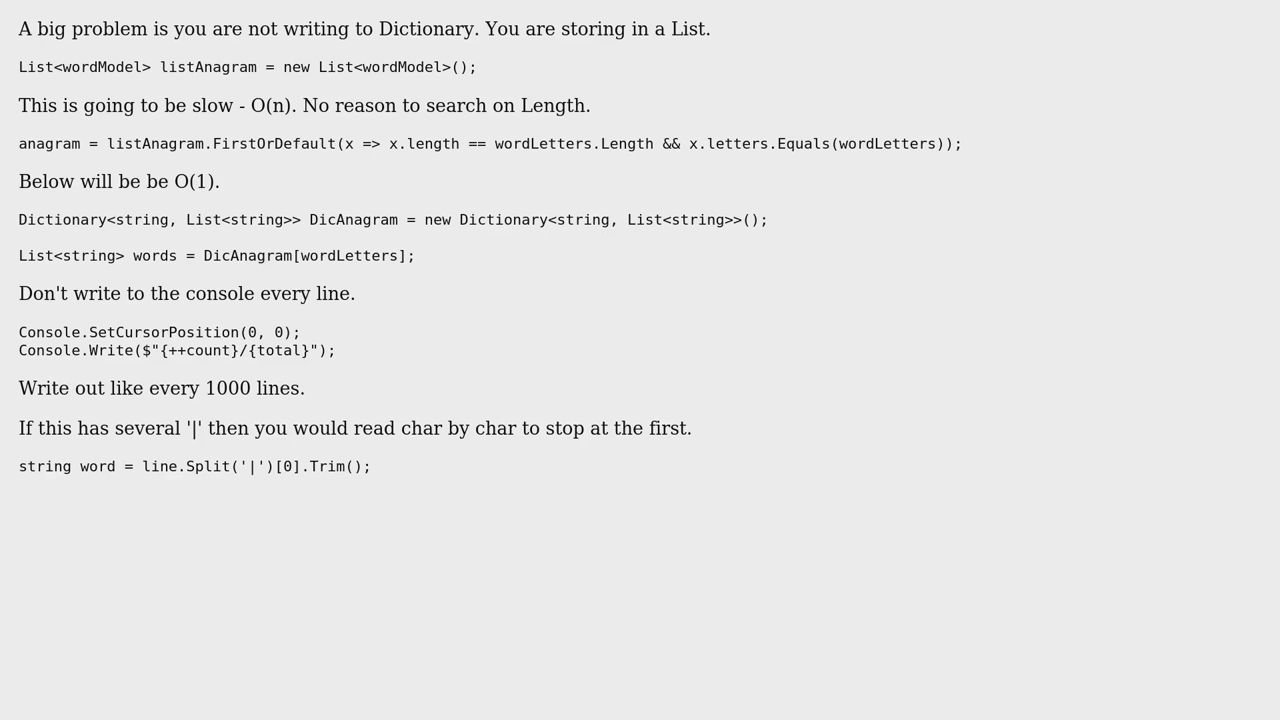 A big problem is you are not writing to Dictionary. You are storing in a List.
List<wordModel> listAnagram = new List<wordModel>();
This is going to be slow - O(n). No reason to search on Length.
anagram = listAnagram.FirstOrDefault(x => x.length == wordLetters.Length && x.letters.Equals(wordLetters));
Below will be be O(1).
Dictionary<string, List<string>> DicAnagram = new Dictionary<string, List<string>>();
List<string> words = DicAnagram[wordLetters];
Don't write to the console every line.
Console.SetCursorPosition(0, 0);
Console.Write($"{++count}/{total}");
Write out like every 1000 lines.
If this has several '|' then you would read char by char to stop at the first.
string word = line.Split('|')[0].Trim();